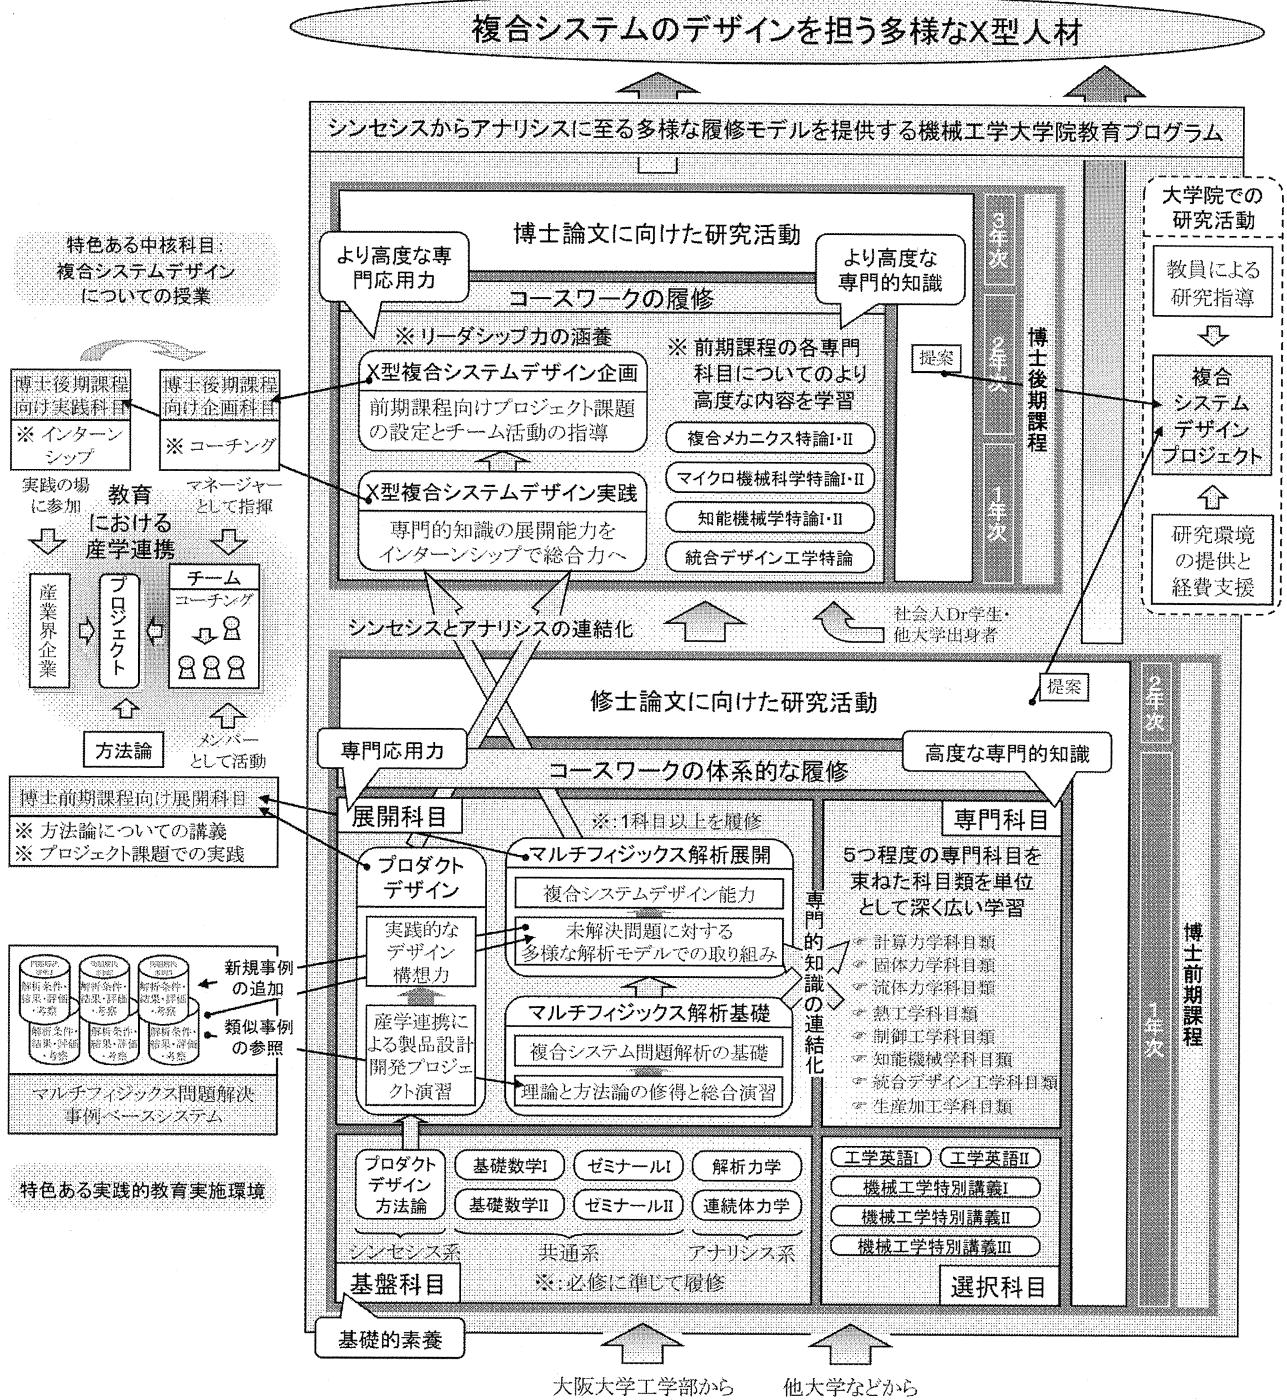 複合システムのデザインを担う多様なX型人材
シンセシスからアナリシスに至る多様な履修モデルを提供する機械工学大学院教育プログラム
特色ある中核科目:
複合システムデザイン
についての授業
博士後期課程
向け実践科目
※ インターン
シップ
博士後期課程
向け企画科目
※ コーチング
実践の場
に参加
マネージャー
として指揮
教育
における
産学連携
産業界企業
プロジェクト
チーム
コーチング
方法論
メンバー
として活動
博士前期課程向け展開科目
※ 方法論についての講義
※ プロジェクト課題での実践
解析条件・
結果・評価
・考察
解析条件・
結果・評価
・考察
解析条件・
結果・評価
・考察
解析条件・
結果・評価
・考察
解析条件・
結果・評価
・考察
解析条件・
結果・評価
・考察
新規事例
の追加
類似事例
の参照
マルチフィジックス問題解決
事例ベースシステム
特色ある実践的教育実施環境
博士論文に向けた研究活動
より高度な専
門応用力
より高度な
専門的知識
コースワークの履修
※ リーダシップ力の涵養
X型複合システムデザイン企画
前期課程向けプロジェクト課題
の設定とチーム活動の指導
X型複合システムデザイン実践
専門的知識の展開能力を
インターンシップで総合力へ
※ 前期課程の各専門
科目についてのより
高度な内容を学習
複合メカニクス特論I・II
マイクロ機械科学特論I・II
知能機械学特論I・II
統合デザイン工学特論
提案
3年次
2年次
1年次
博士後期課程
大学院での
研究活動
教員による
研究指導
複合
システム
デザイン
プロジェクト
研究環境
の提供と
経費支援
シンセシスとアナリシスの連結化
社会人Dr学生・
他大学出身者
修士論文に向けた研究活動
提案
専門応用力
高度な専門的知識
コースワークの体系的な履修
展開科目
※:1科目以上を履修
プロダクト
デザイン
実践的な
デザイン
構想力
産学連携に
よる製品設計
開発プロジェ
クト演習
マルチフィジックス解析展開
複合システムデザイン能力
未解決問題に対する
多様な解析モデルでの取り組み
マルチフィジックス解析基礎
複合システム問題解析の基礎
理論と方法論の修得と総合演習
専門的知識の連結化
専門科目
5つ程度の専門科目を
束ねた科目類を単位
として深く広い学習
☞ 計算力学科目類
☞ 固体力学科目類
☞ 流体力学科目類
☞ 熱工学科目類
☞ 制御工学科目類
☞ 知能機械学科目類
☞ 統合デザイン工学科目類
☞ 生産加工学科目類
2年次
1年次
博士前期課程
プロダクト
デザイン
方法論
基礎数学I
ゼミナールI
解析力学
基礎数学II
ゼミナールII
連続体力学
シンセシス系
共通系
アナリシス系
基盤科目
※:必修に準じて履修
基礎的素養
工学英語I
工学英語II
機械工学特別講義I
機械工学特別講義II
機械工学特別講義III
選択科目
大阪大学工学部から
他大学などから